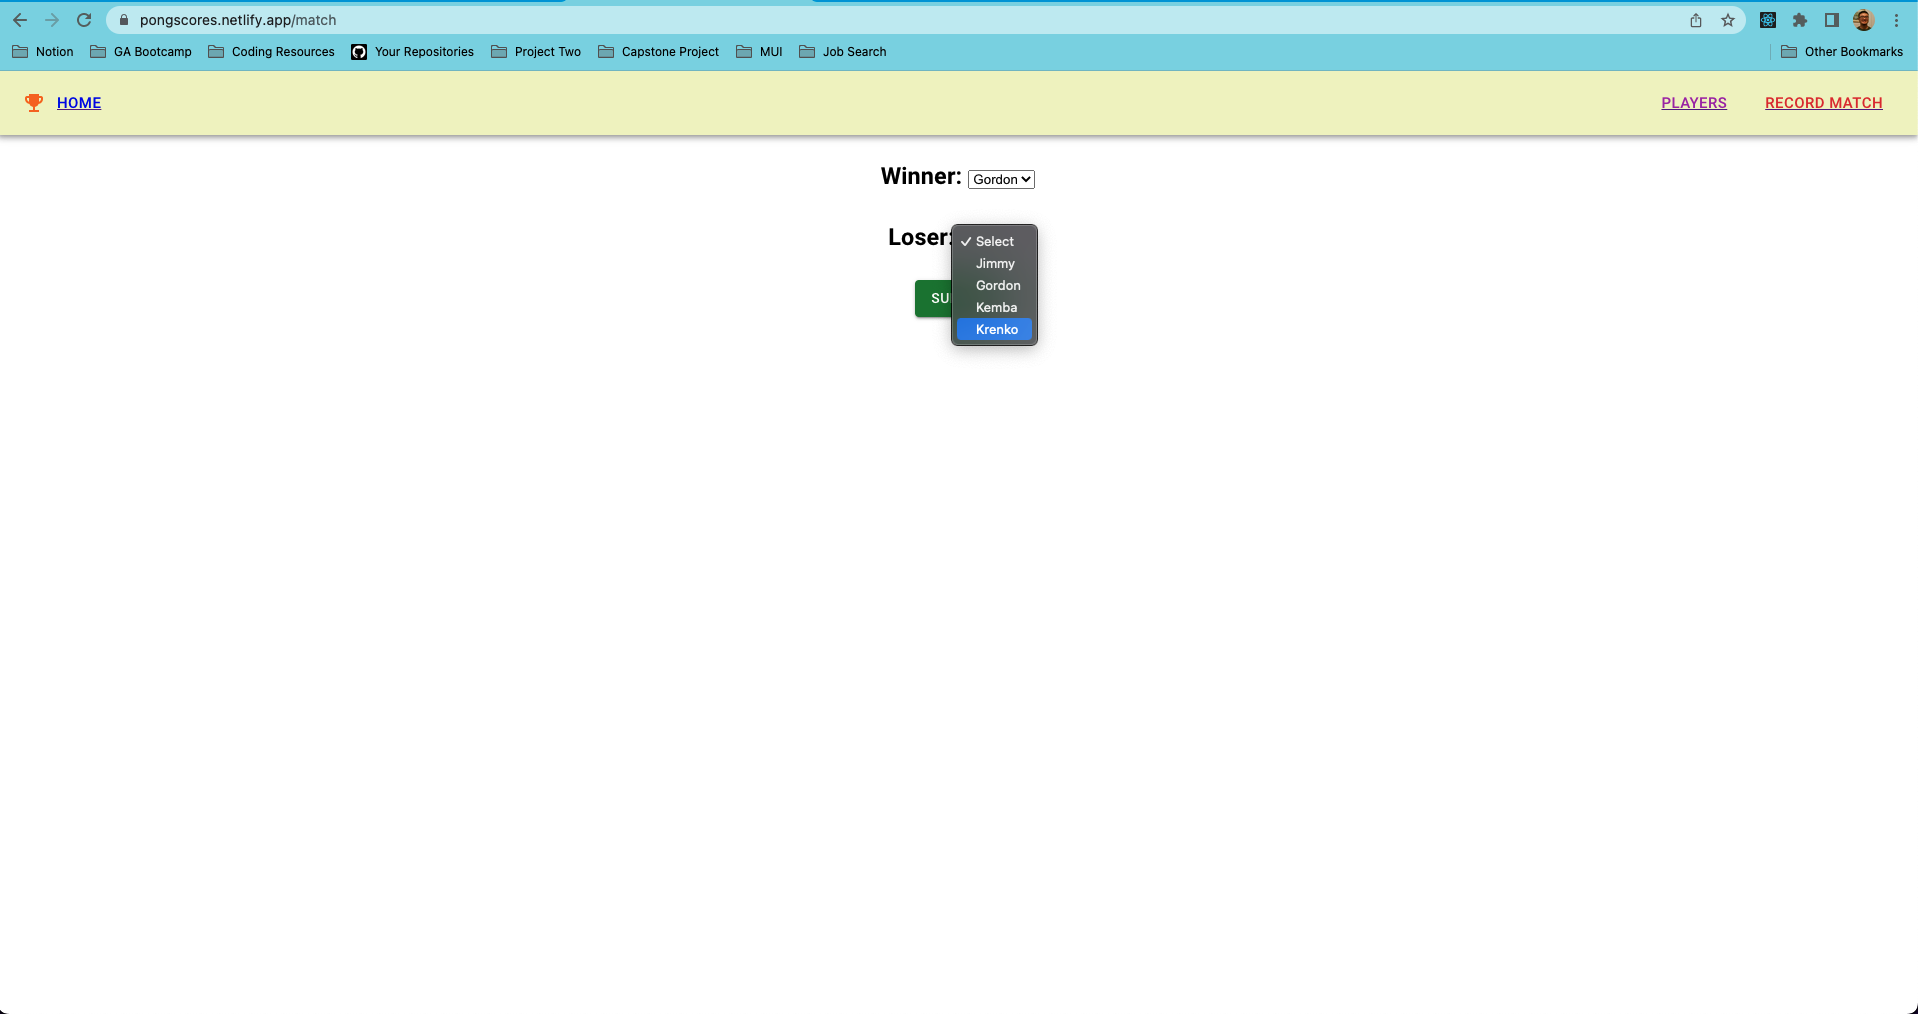 pongscores.netlify.app/match
Notion GA Bootcamp Coding Resources Your Repositories Project Two Capstone Project MUI Job Search Other Bookmarks
HOME PLAYERS RECORD MATCH
Winner: Gordon
Loser:
✓ Select
Jimmy
Gordon
SU
Kemba
Krenko